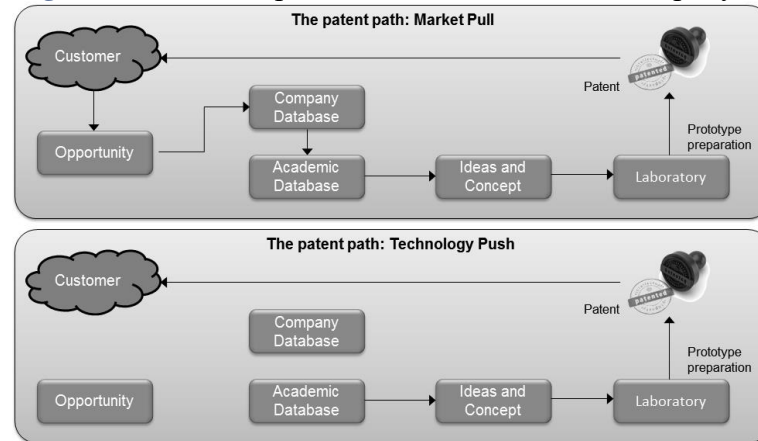 The patent path: Market Pull
Customer
Company
Database
Patent
Opportunity
Prototype
preparation
Academic
Database
Ideas and
Concept
Laboratory
The patent path: Technology Push
Customer
Company
Database
Patent
Opportunity
Prototype
preparation
Academic
Database
Ideas and
Concept
Laboratory